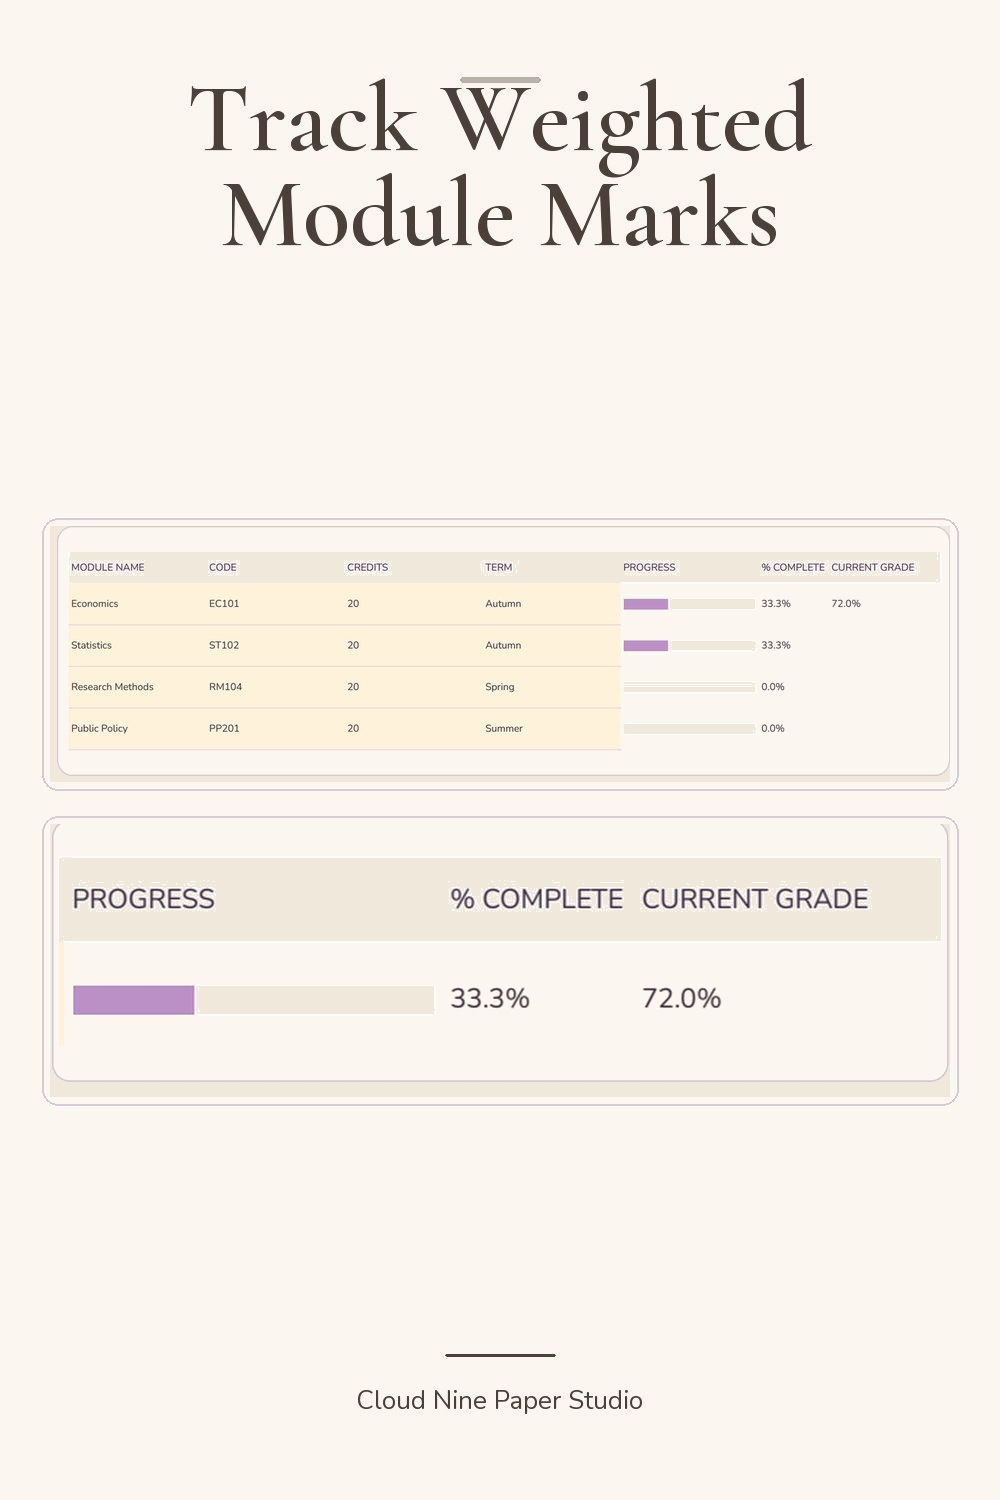 Track Weighted
Module Marks
MODULE NAME CODE CREDITS TERM PROGRESS % COMPLETE CURRENT GRADE
Economics EC101 20 Autumn 33.3% 72.0%
Statistics ST102 20 Autumn 33.3%
Research Methods RM104 20 Spring 0.0%
Public Policy PP201 20 Summer 0.0%
PROGRESS % COMPLETE CURRENT GRADE
33.3% 72.0%
Cloud Nine Paper Studio